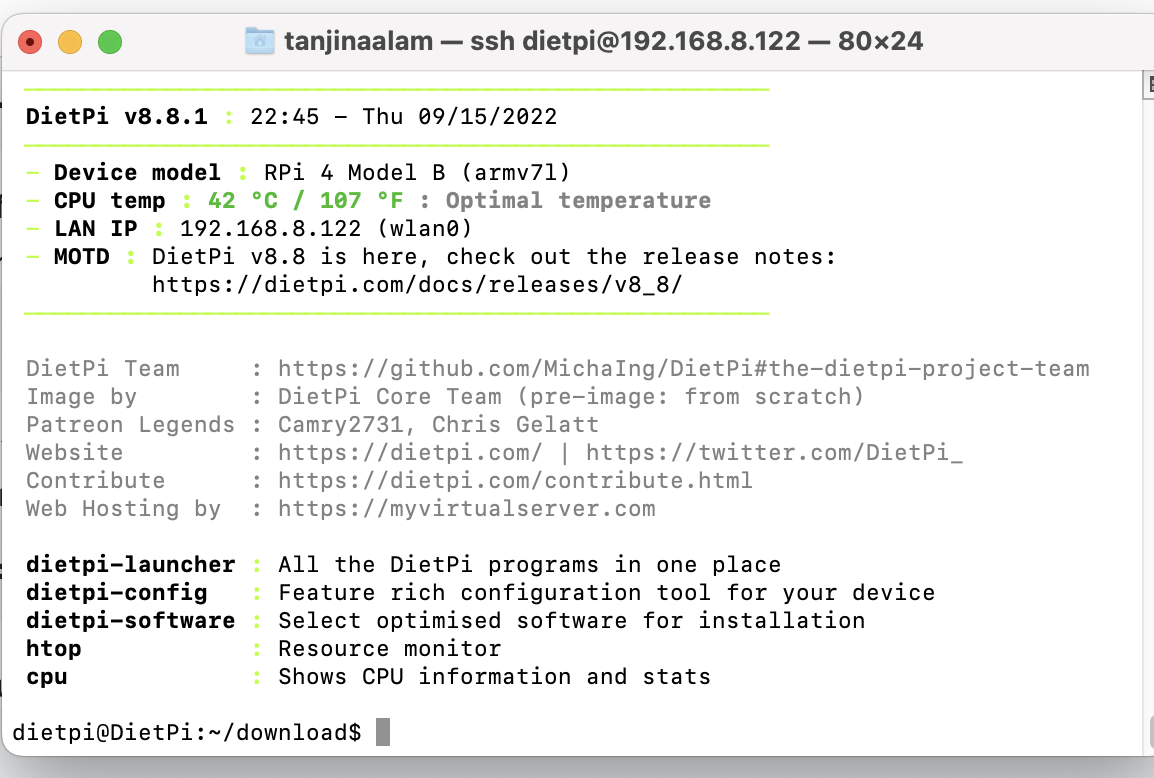 tanjinaalam — ssh dietpi@192.168.8.122 — 80×24
DietPi v8.8.1 : 22:45 - Thu 09/15/2022
- Device model : RPi 4 Model B (armv7l)
- CPU temp : 42 °C / 107 °F : Optimal temperature
- LAN IP : 192.168.8.122 (wlan0)
- MOTD : DietPi v8.8 is here, check out the release notes:
https://dietpi.com/docs/releases/v8_8/
DietPi Team : https://github.com/MichaIng/DietPi#the-dietpi-project-team
Image by : DietPi Core Team (pre-image: from scratch)
Patreon Legends : Camry2731, Chris Gelatt
Website : https://dietpi.com/ | https://twitter.com/DietPi_
Contribute : https://dietpi.com/contribute.html
Web Hosting by : https://myvirtualserver.com
dietpi-launcher : All the DietPi programs in one place
dietpi-config : Feature rich configuration tool for your device
dietpi-software : Select optimised software for installation
htop : Resource monitor
cpu : Shows CPU information and stats
dietpi@DietPi:~/download$